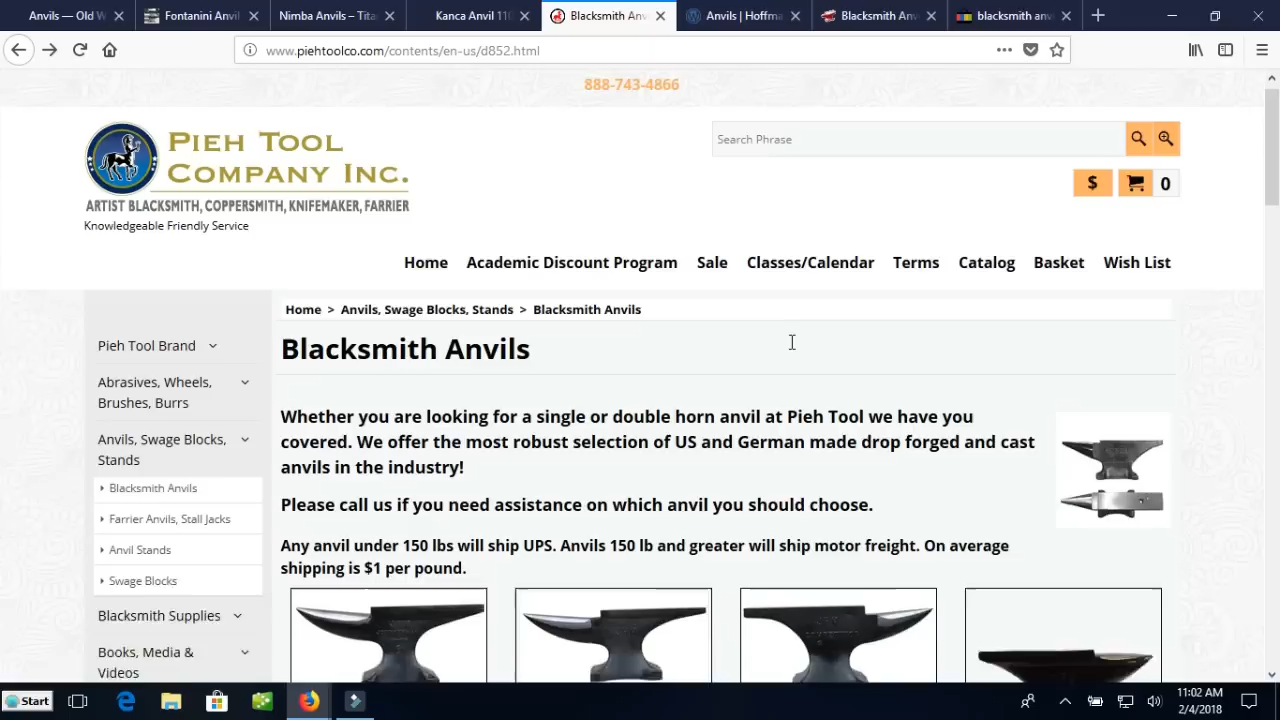 Anvils – Old W
Fontanini Anvil
Nimba Anvils – Tita
Kanca Anvil 110
Blacksmith Anv
Anvils | Hoffma
Blacksmith Anv
blacksmith anv
www.piehtoolco.com/contents/en-us/d852.html
888-743-4866
PIEH TOOL
COMPANY INC.
ARTIST BLACKSMITH, COPPERSMITH, KNIFEMAKER, FARRIER
Knowledgeable Friendly Service
Search Phrase
$ 0
Home Academic Discount Program Sale Classes/Calendar Terms Catalog Basket Wish List
Home > Anvils, Swage Blocks, Stands > Blacksmith Anvils
Pieh Tool Brand
Abrasives, Wheels,
Brushes, Burrs
Anvils, Swage Blocks,
Stands
Blacksmith Anvils
Farrier Anvils, Stall Jacks
Anvil Stands
Swage Blocks
Blacksmith Supplies
Books, Media &
Videos
Blacksmith Anvils
Whether you are looking for a single or double horn anvil at Pieh Tool we have you
covered. We offer the most robust selection of US and German made drop forged and cast
anvils in the industry!
Please call us if you need assistance on which anvil you should choose.
Any anvil under 150 lbs will ship UPS. Anvils 150 lb and greater will ship motor freight. On average
shipping is $1 per pound.
Start
11:02 AM
2/4/2018